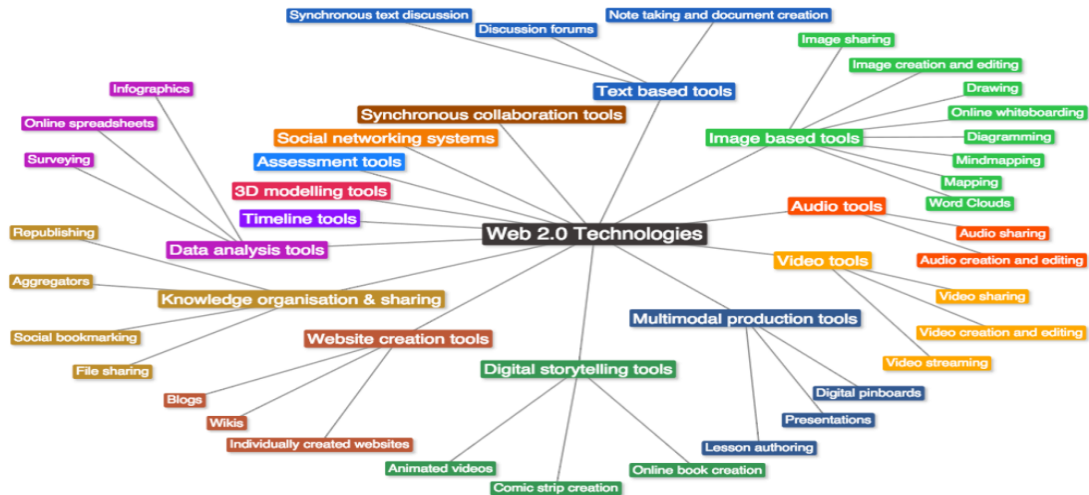 Synchronous text discussion
Note taking and document creation
Discussion forums
Image sharing
Image creation and editing
Infographics
Text based tools
Drawing
Synchronous collaboration tools
Online whiteboarding
Online spreadsheets
Social networking systems
Image based tools
Diagramming
Surveying
Assessment tools
Mindmapping
3D modelling tools
Mapping
Word Clouds
Audio tools
Timeline tools
Republishing
Web 2.0 Technologies
Audio sharing
Data analysis tools
Video tools
Audio creation and editing
Aggregators
Knowledge organisation & sharing
Video sharing
Multimodal production tools
Social bookmarking
Website creation tools
Video creation and editing
File sharing
Digital storytelling tools
Video streaming
Blogs
Digital pinboards
Wikis
Presentations
Individually created websites
Lesson authoring
Animated videos
Online book creation
Comic strip creation